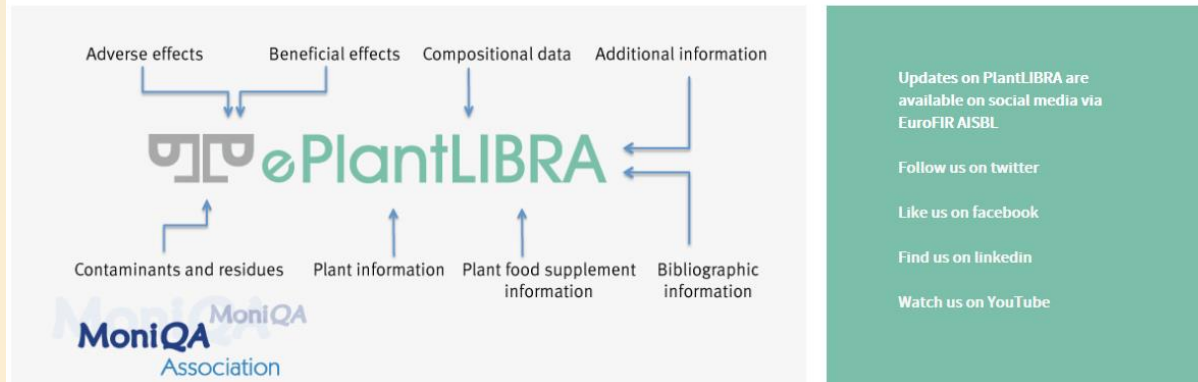 Adverse effects
Beneficial effects
Compositional data
Additional information
ePlantLIBRA
Contaminants and residues
Plant information
Plant food supplement
information
Bibliographic
information
MoniQA
MoniQA
Association
Updates on PlantLIBRA are
available on social media via
EuroFIR AISBL
Follow us on twitter
Like us on facebook
Find us on linkedin
Watch us on YouTube